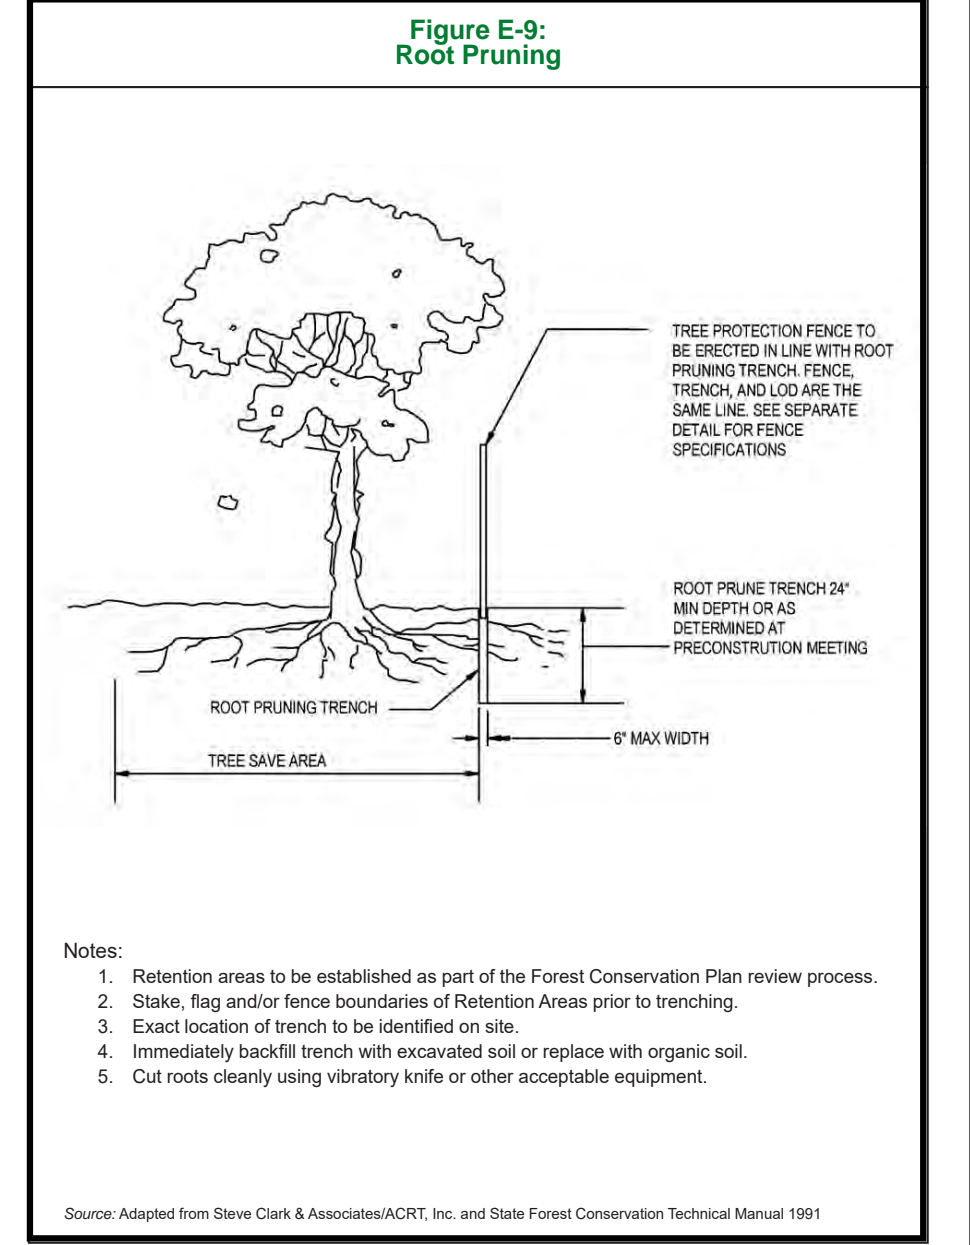 Figure E-9:
Root Pruning
TREE PROTECTION FENCE TO
BE ERECTED IN LINE WITH ROOT
PRUNING TRENCH. FENCE,
TRENCH, AND LOD ARE THE
SAME LINE. SEE SEPARATE
DETAIL FOR FENCE
SPECIFICATIONS
ROOT PRUNE TRENCH 24"
MIN DEPTH OR AS
DETERMINED AT
PRECONSTRUTION MEETING
ROOT PRUNING TRENCH
6" MAX WIDTH
TREE SAVE AREA
Notes:
1. Retention areas to be established as part of the Forest Conservation Plan review process.
2. Stake, flag and/or fence boundaries of Retention Areas prior to trenching.
3. Exact location of trench to be identified on site.
4. Immediately backfill trench with excavated soil or replace with organic soil.
5. Cut roots cleanly using vibratory knife or other acceptable equipment.
Source: Adapted from Steve Clark & Associates/ACRT, Inc. and State Forest Conservation Technical Manual 1991